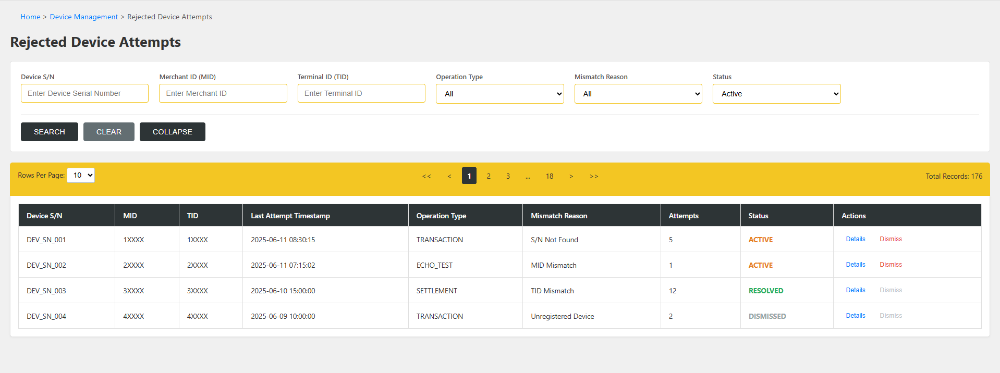 Home > Device Management > Rejected Device Attempts
Rejected Device Attempts
Device S/N Merchant ID (MID) Terminal ID (TID) Operation Type Mismatch Reason Status
Enter Device Serial Number Enter Merchant ID Enter Terminal ID All All Active
SEARCH CLEAR COLLAPSE
Rows Per Page: 10 << < 1 2 3 ... 18 > >> Total Records: 176
Device S/N MID TID Last Attempt Timestamp Operation Type Mismatch Reason Attempts Status Actions
DEV_SN_001 1XXXX 1XXXX 2025-06-11 08:30:15 TRANSACTION S/N Not Found 5 ACTIVE Details Dismiss
DEV_SN_002 2XXXX 2XXXX 2025-06-11 07:15:02 ECHO_TEST MID Mismatch 1 ACTIVE Details Dismiss
DEV_SN_003 3XXXX 3XXXX 2025-06-10 15:00:00 SETTLEMENT TID Mismatch 12 RESOLVED Details Dismiss
DEV_SN_004 4XXXX 4XXXX 2025-06-09 10:00:00 TRANSACTION Unregistered Device 2 DISMISSED Details Dismiss